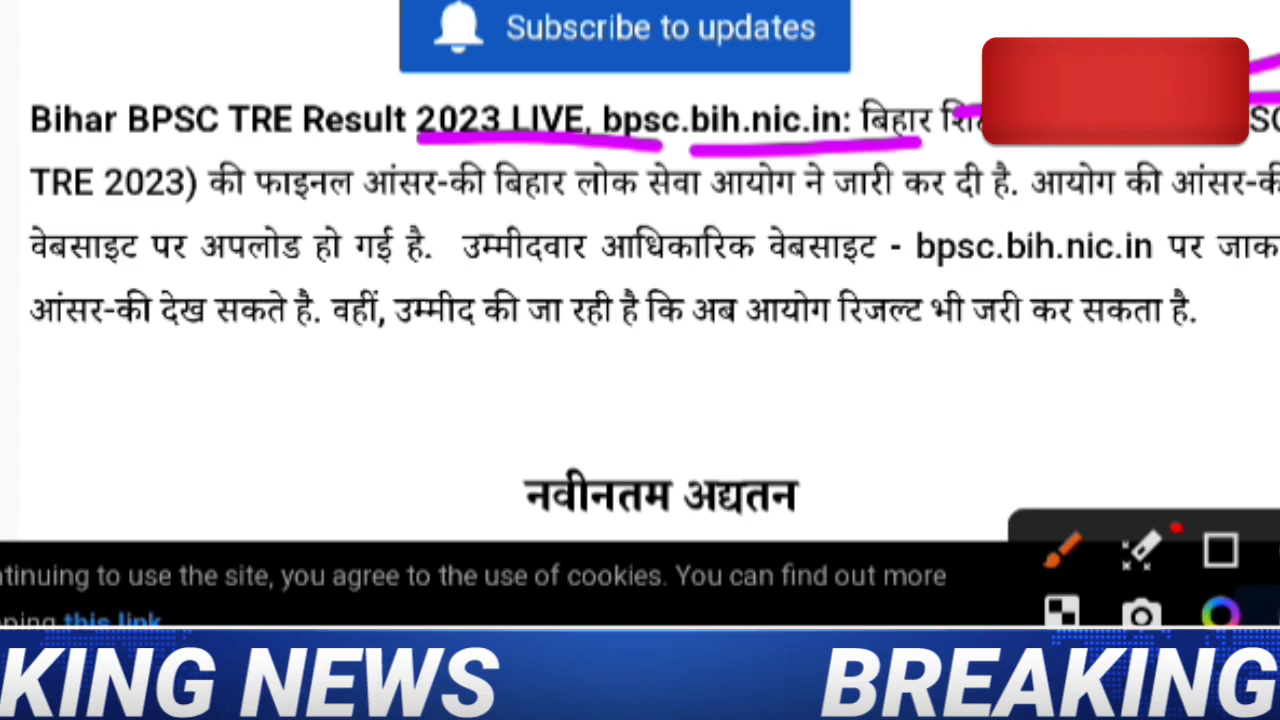 Subscribe to updates
Bihar BPSC TRE Result 2023 LIVE, bpsc.bih.nic.in: बिहार
TRE 2023) की फाइनल आंसर-की बिहार लोक सेवा आयोग ने जारी कर दी है. आयोग की आंसर-की
वेबसाइट पर अपलोड हो गई है. उम्मीदवार आधिकारिक वेबसाइट - bpsc.bih.nic.in पर जाक
आंसर-की देख सकते है. वहीं, उम्मीद की जा रही है कि अब आयोग रिजल्ट भी जरी कर सकता है.
नवीनतम अद्यतन
tinuing to use the site, you agree to the use of cookies. You can find out more
this link
KING NEWS BREAKING